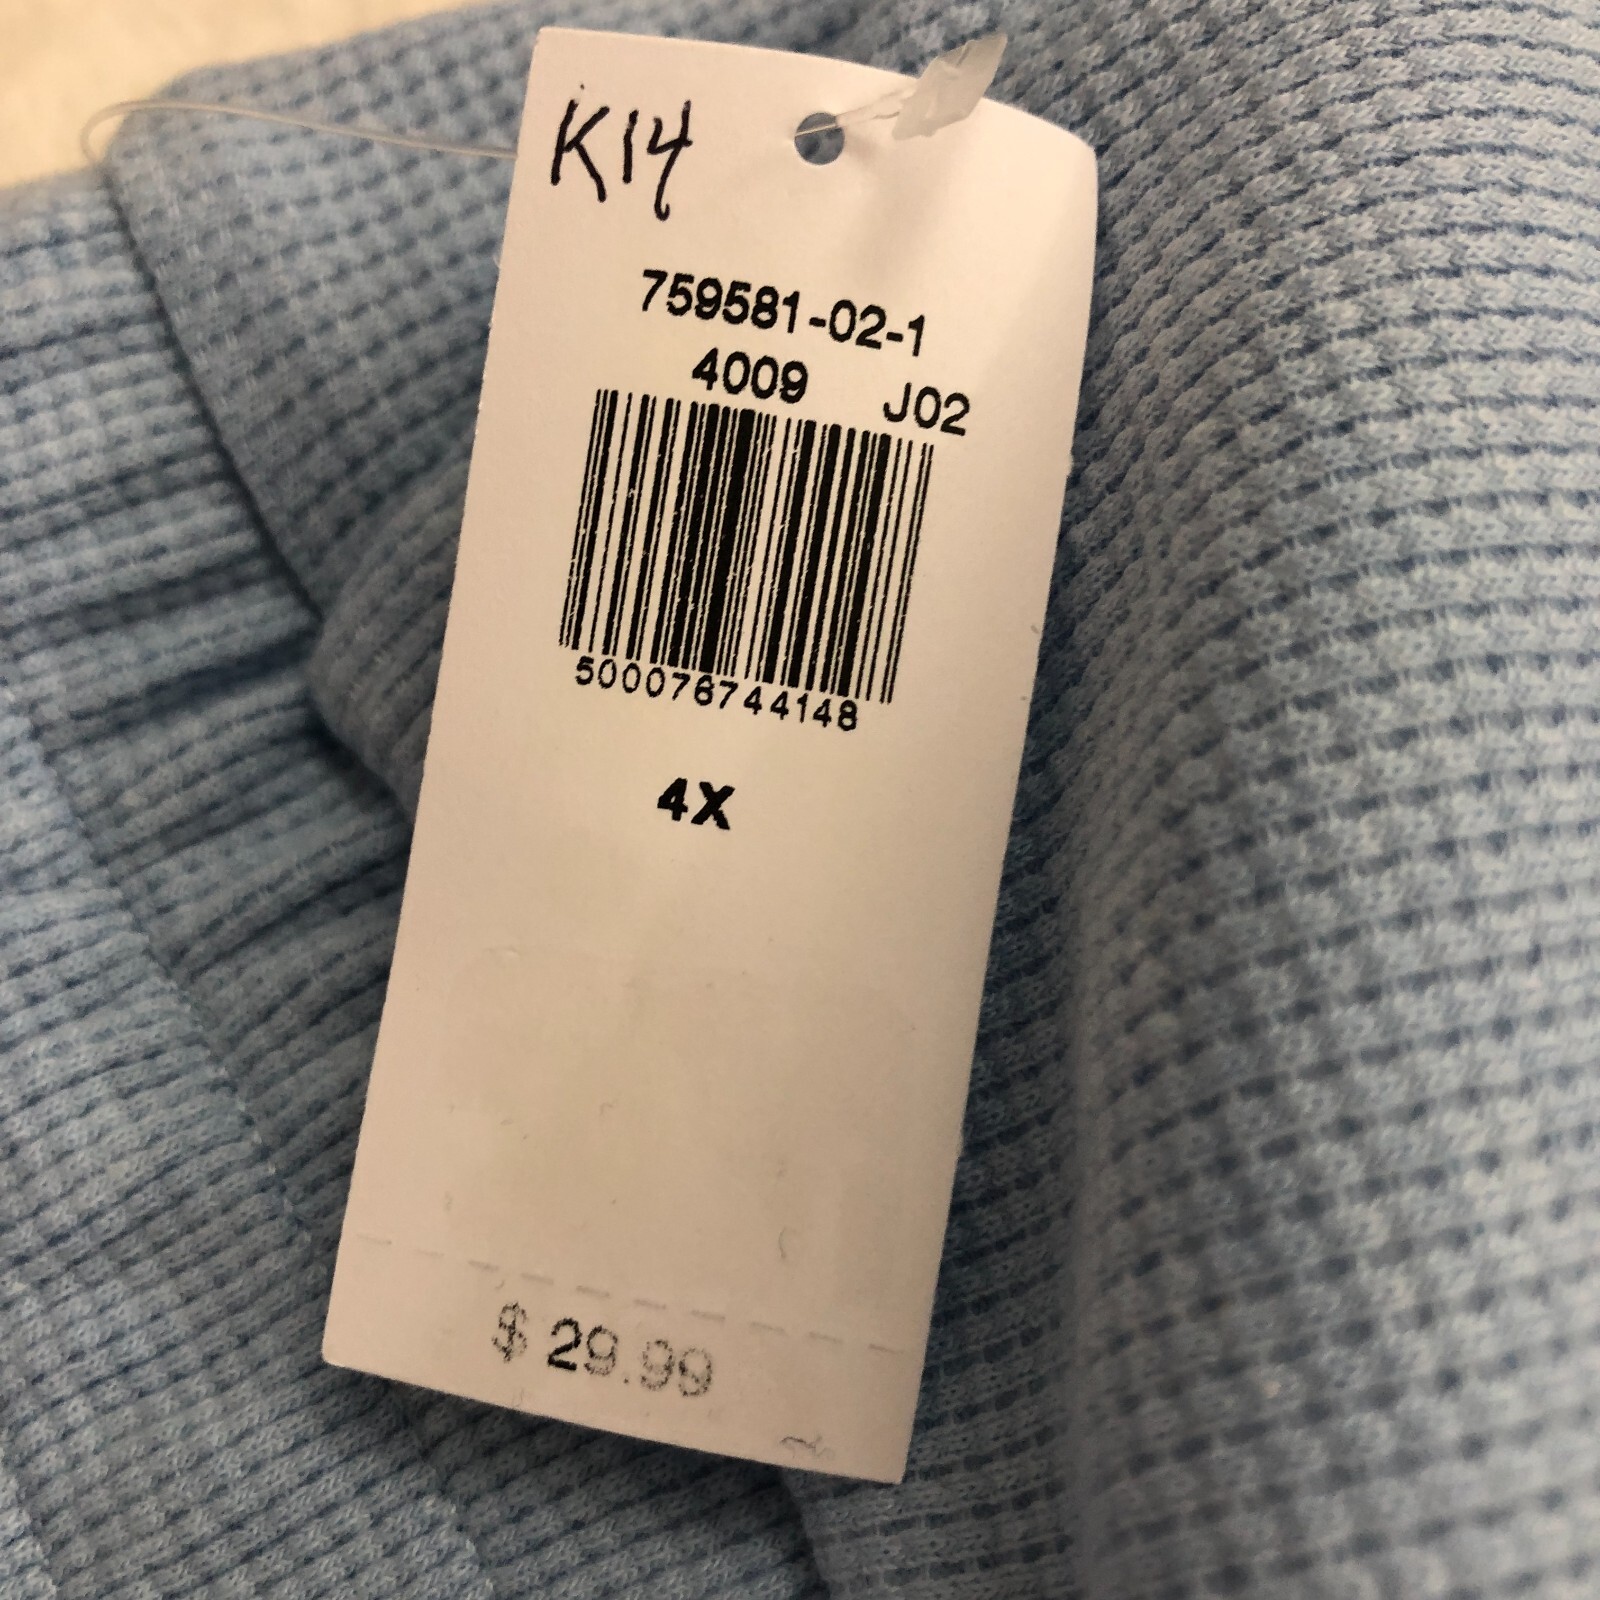 K14
759581-02-1
4009 J02
500076744148
4X
$ 29.99